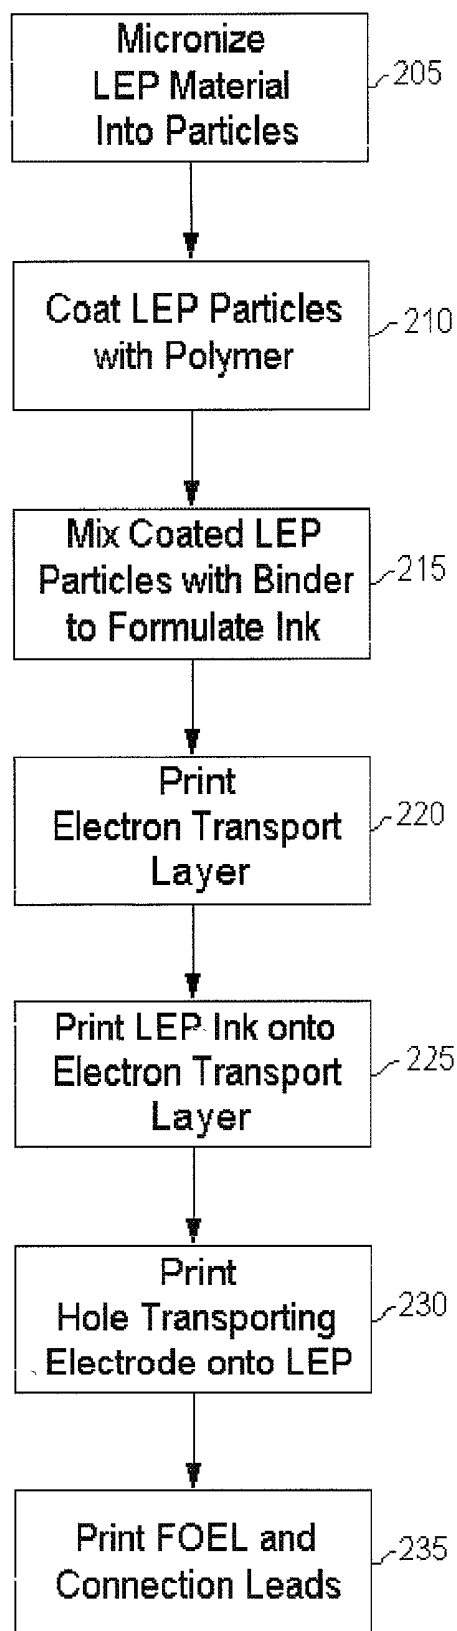 Micronize
LEP Material
Into Particles
205
Coat LEP Particles
with Polymer
210
Mix Coated LEP
Particles with Binder
to Formulate Ink
215
Print
Electron Transport
Layer
220
Print LEP Ink onto
Electron Transport
Layer
225
Print
Hole Transporting
Electrode onto LEP
230
Print FOEL and
Connection Leads
235